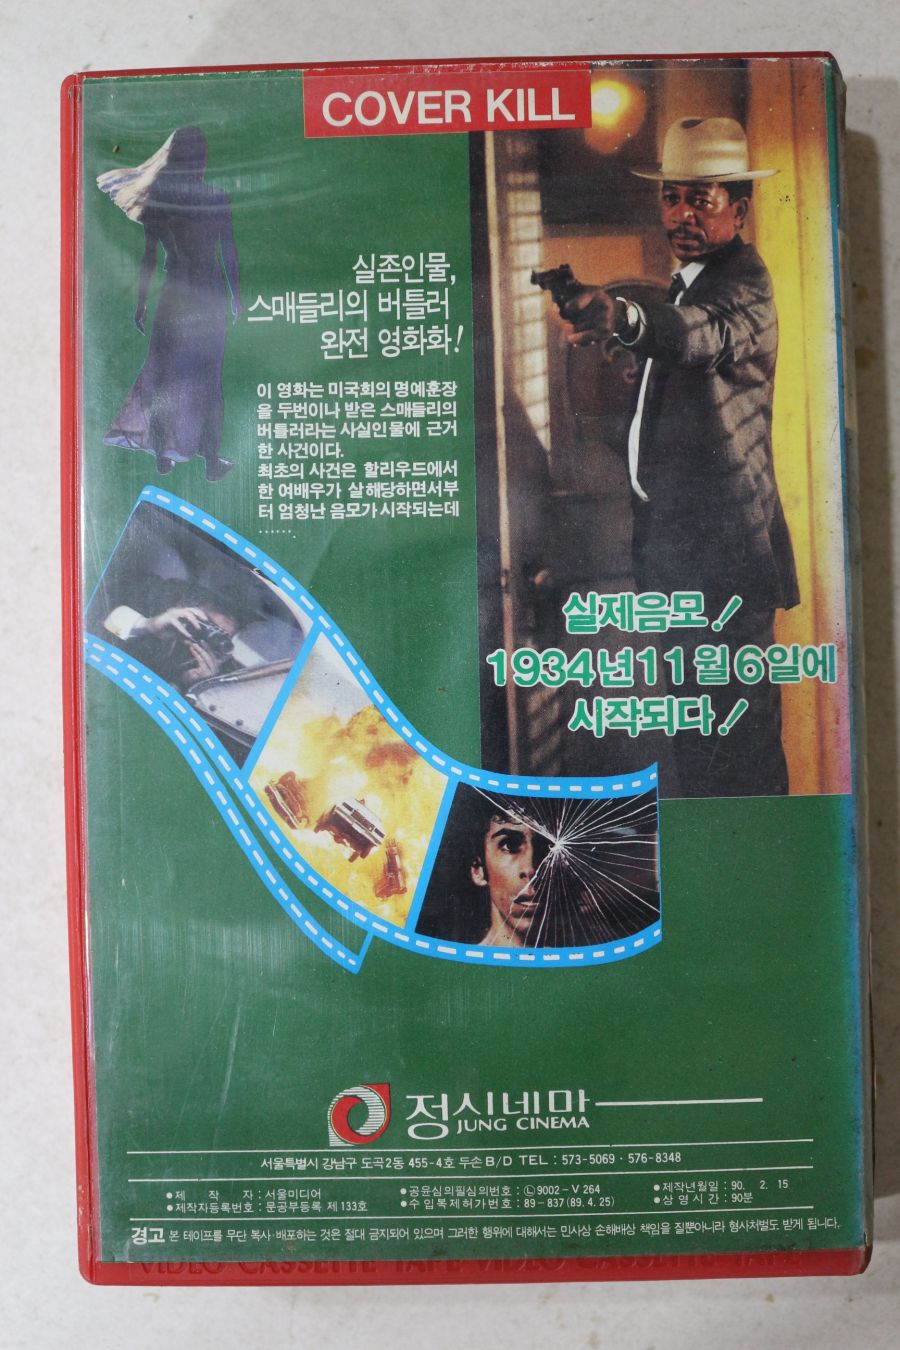 COVER KILL
실존인물,
스매들리의 버틀러
완전 영화화!
이 영화는 미국회의 명예훈장
을 두번이나 받은 스매들리의
버틀러라는 사실인물에 근거
한 사건이다.
최초의 사건은 할리우드에서
한 여배우가 살해당하면서부
터 엄청난 음모가 시작되는데
......
실제음모!
1934년 11월 6일에
시작되다!
정시네마
JUNG CINEMA
서울특별시 강남구 도곡2동 455-4호 두손 B/D TEL : 573-5069 · 576-8348
●제 작 자 : 서울미디어 ●공윤심의필심의번호 : Ⓛ9002-V 264 ●제작년월일 : 90. 2. 15
●제작자등록번호 : 문공부등록 제 133호 ●수입복제허가번호 : 89-837(89.4.25) ●상영시간 : 90분
경고 본 테이프를 무단 복사·배포하는 것은 절대 금지되어 있으며 그러한 행위에 대해서는 민사상 손해배상 책임을 질뿐아니라 형사처벌도 받게 됩니다.
VIDEO CASSETTE TAPE VIDEO CASSETTE TAPE